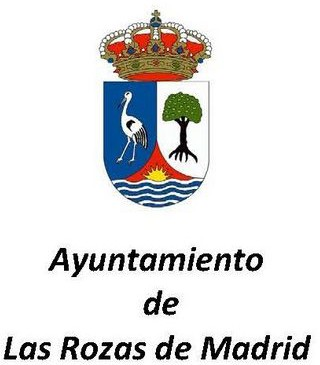 Ayuntamiento
de
Las Rozas de Madrid